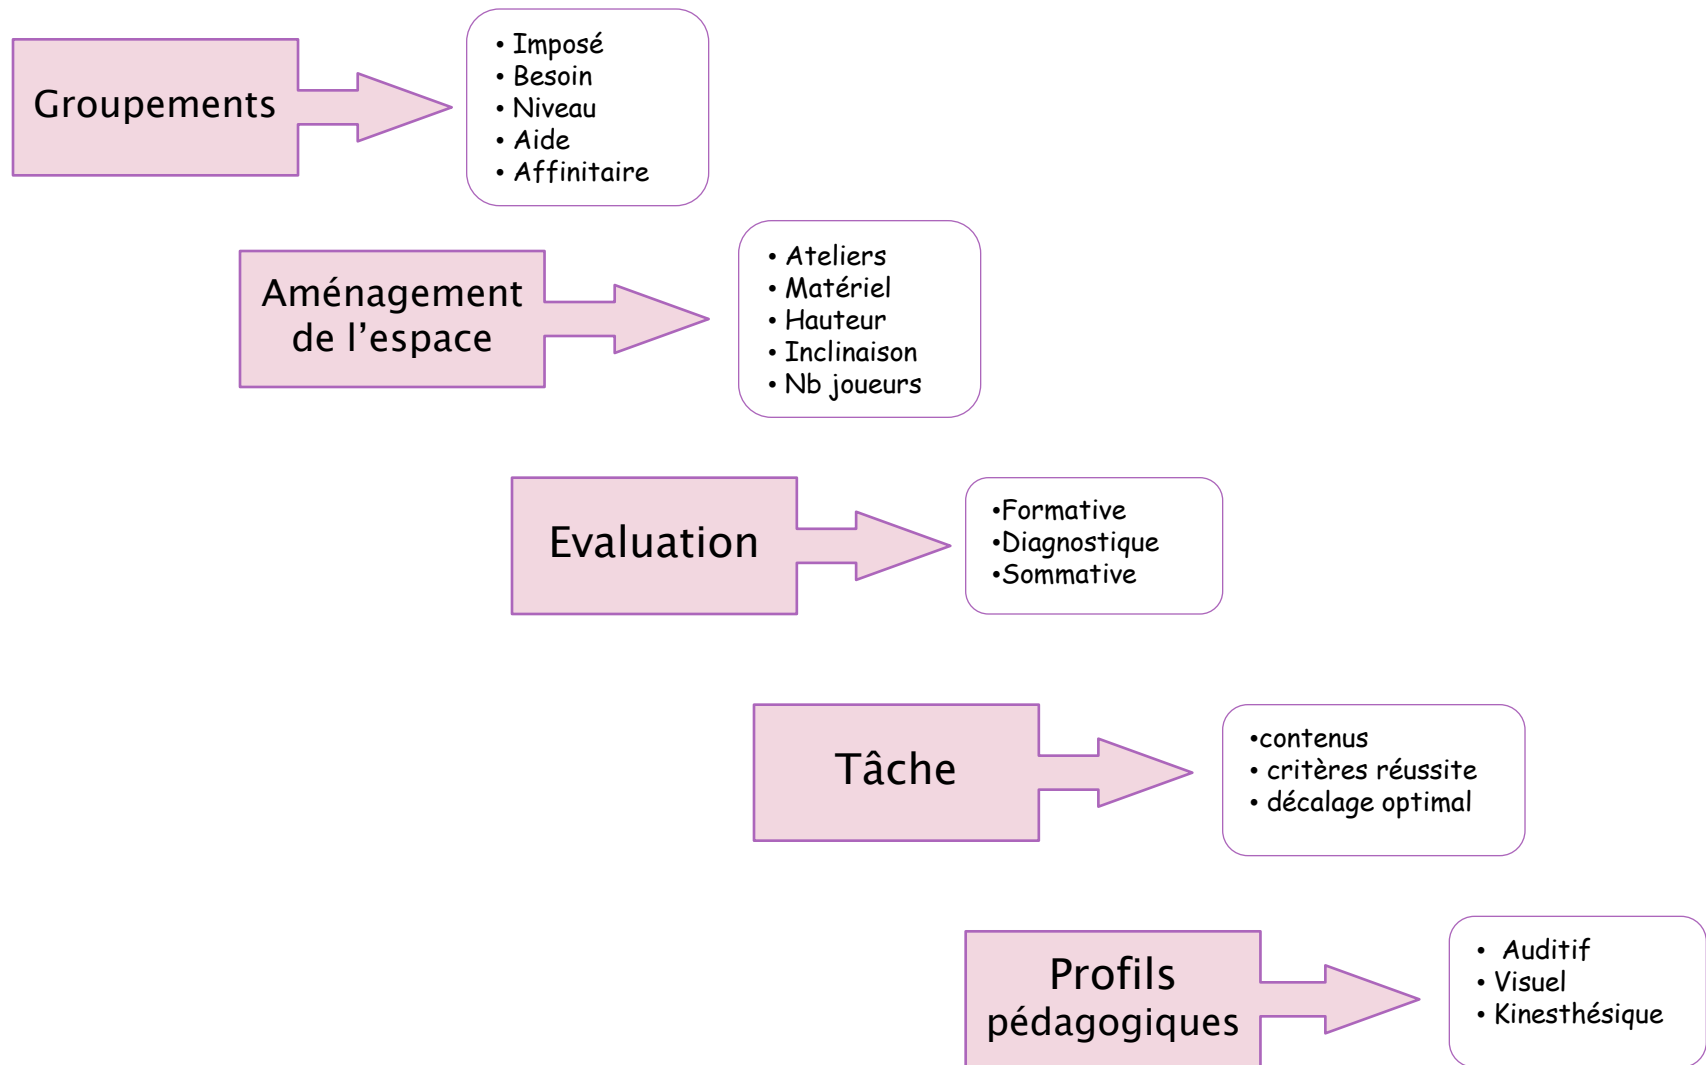 Groupements
• Imposé
• Besoin
• Niveau
• Aide
• Affinitaire
Aménagement
de l'espace
• Ateliers
• Matériel
• Hauteur
• Inclinaison
• Nb joueurs
Evaluation
•Formative
•Diagnostique
•Sommative
Tâche
•contenus
• critères réussite
• décalage optimal
Profils
pédagogiques
• Auditif
• Visuel
• Kinesthésique